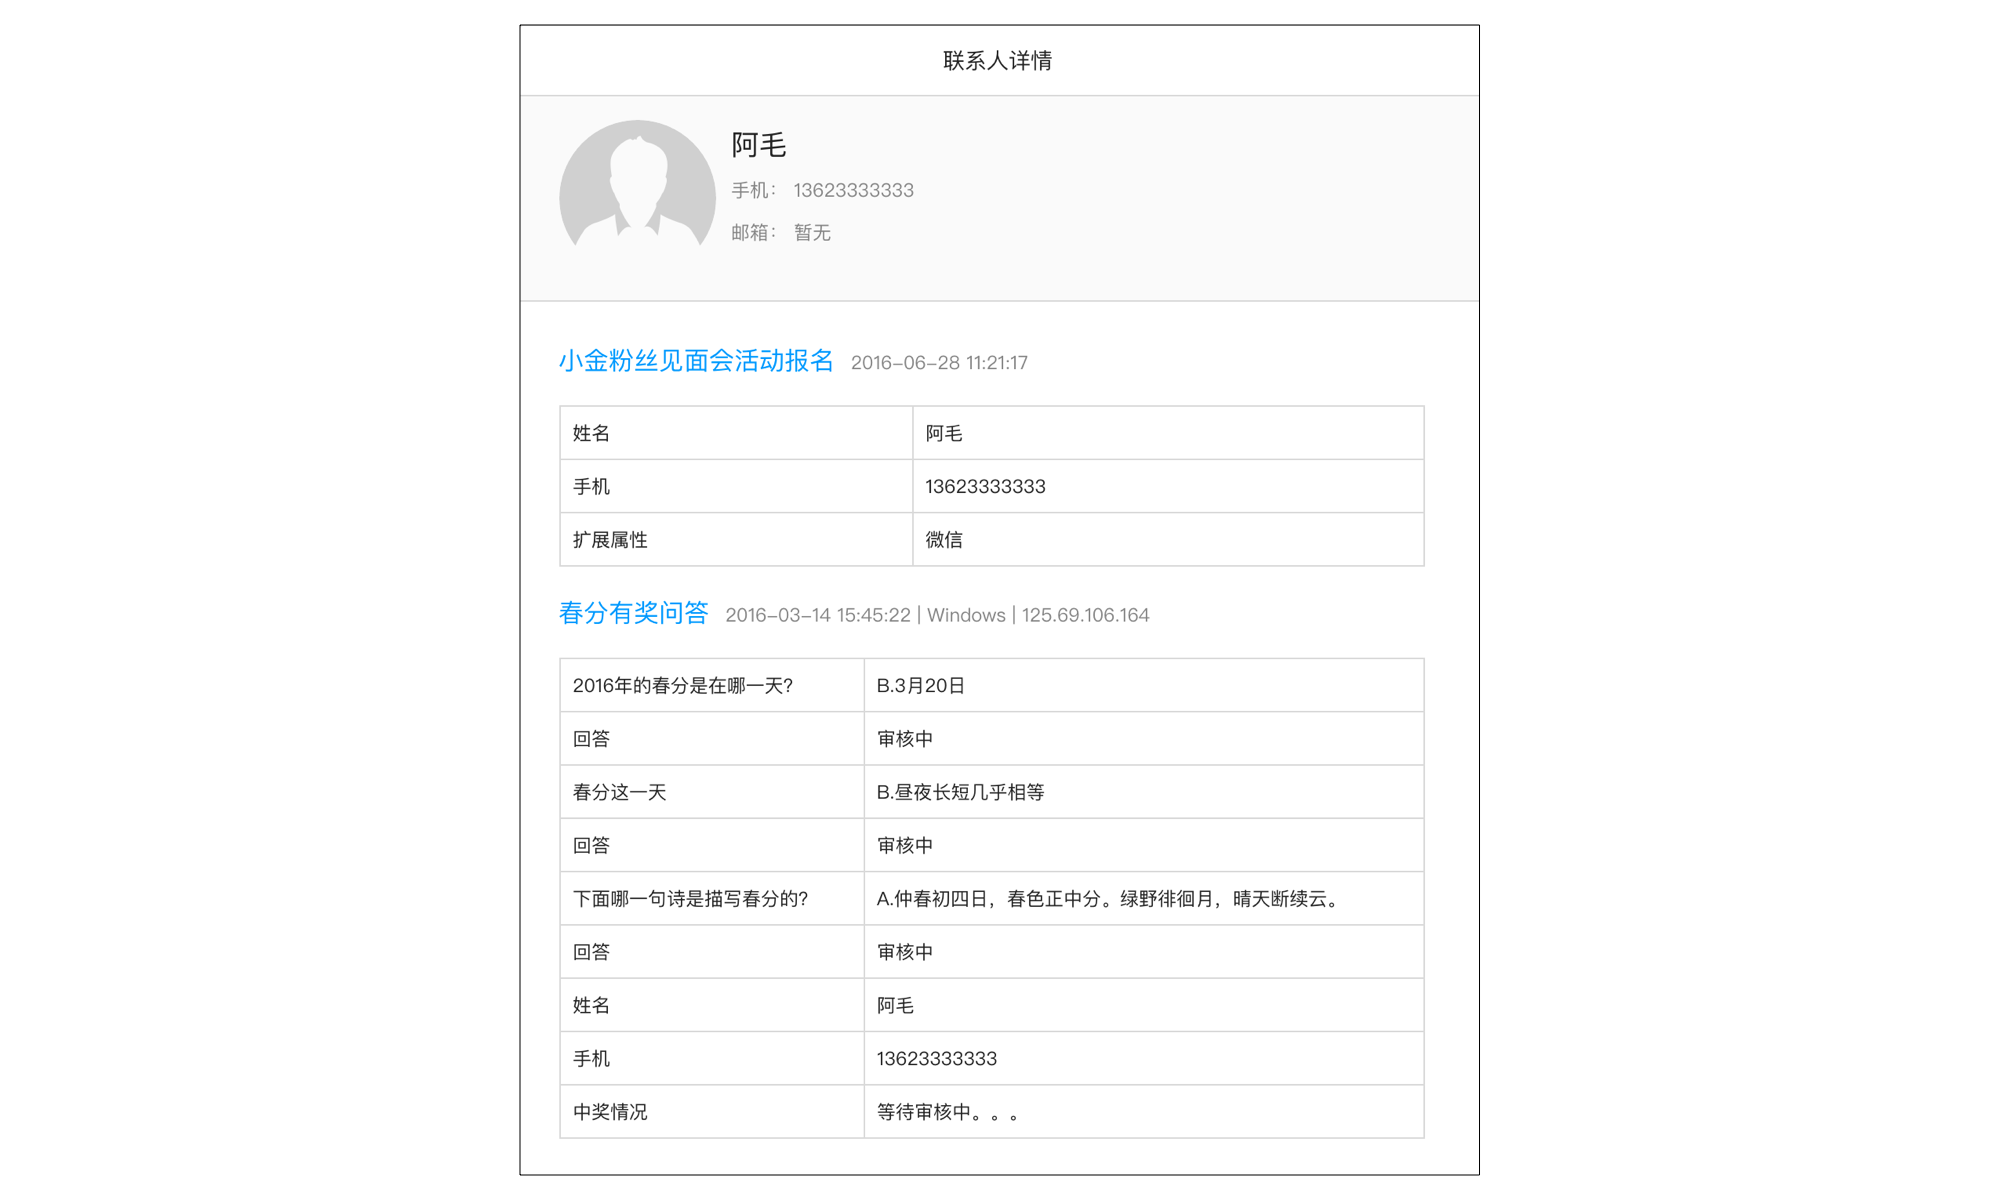 联系人详情
阿毛
手机： 13623333333
邮箱： 暂无
小金粉丝见面会活动报名 2016-06-28 11:21:17
姓名 阿毛
手机 13623333333
扩展属性 微信
春分有奖问答 2016-03-14 15:45:22 | Windows | 125.69.106.164
2016年的春分是在哪一天? B.3月20日
回答 审核中
春分这一天 B.昼夜长短几乎相等
回答 审核中
下面哪一句诗是描写春分的? A.仲春初四日，春色正中分。绿野徘徊月，晴天断续云。
回答 审核中
姓名 阿毛
手机 13623333333
中奖情况 等待审核中。。。